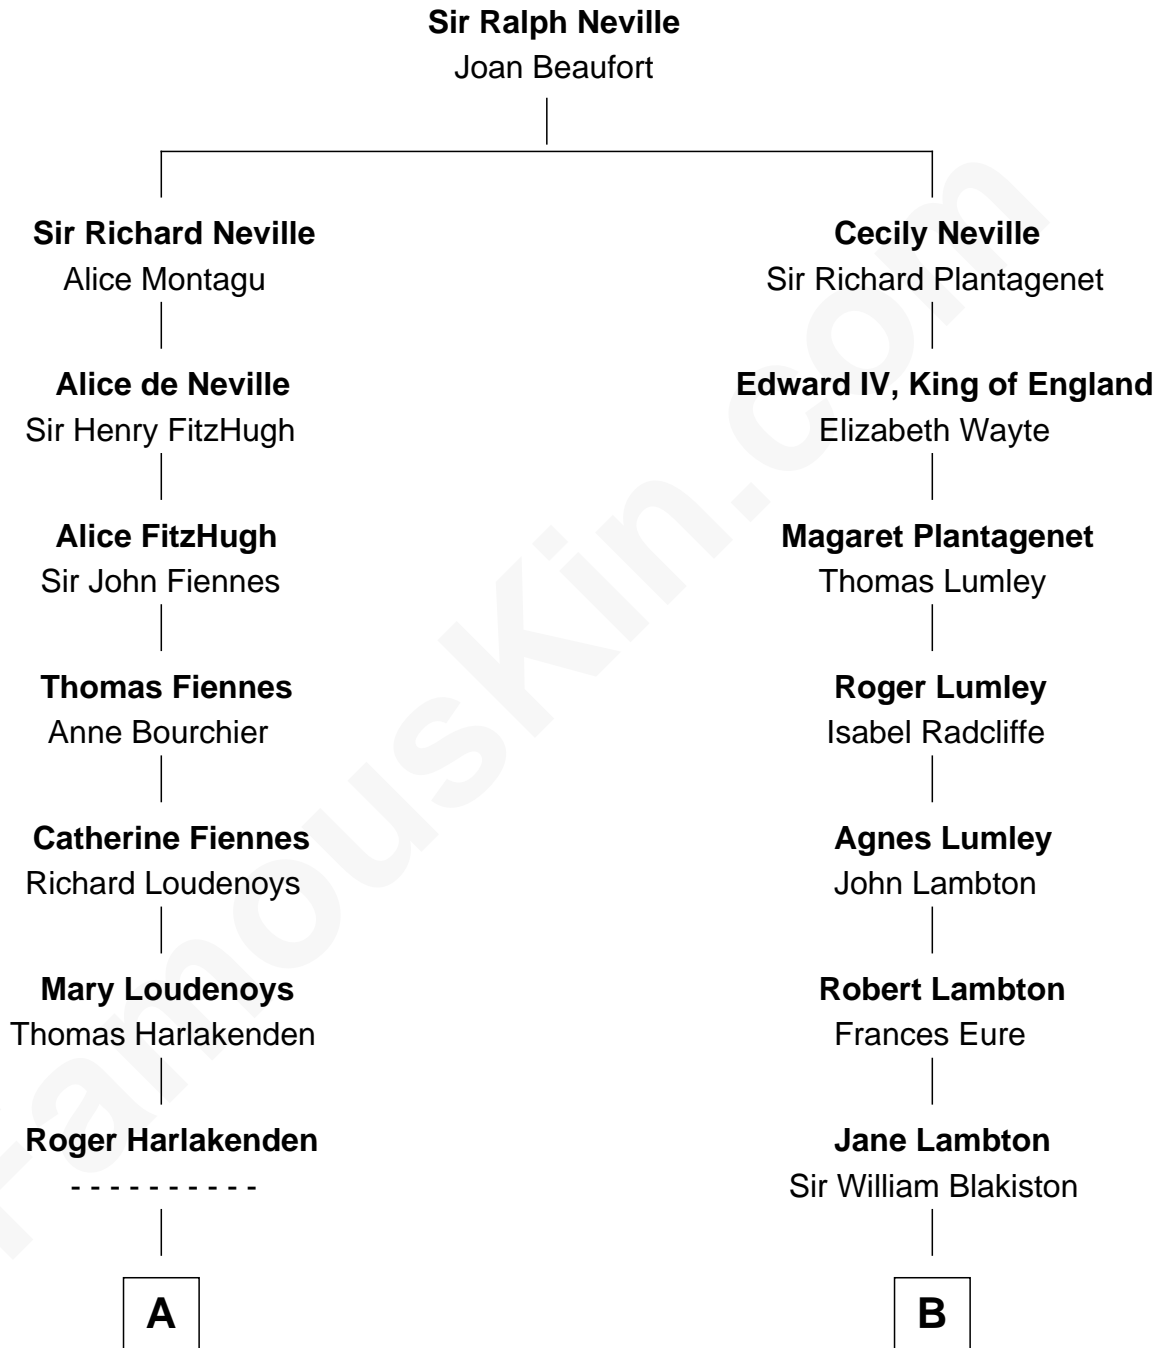 Sir Ralph Neville
Joan Beaufort
Sir Richard Neville
Alice Montagu
Cecily Neville
Sir Richard Plantagenet
Alice de Neville
Sir Henry FitzHugh
Edward IV, King of England
Elizabeth Wayte
Alice FitzHugh
Sir John Fiennes
Magaret Plantagenet
Thomas Lumley
Thomas Fiennes
Anne Bourchier
Roger Lumley
Isabel Radcliffe
Catherine Fiennes
Richard Loudenoys
Agnes Lumley
John Lambton
Mary Loudenoys
Thomas Harlakenden
Robert Lambton
Frances Eure
Roger Harlakenden
- - - - - - - - - -
Jane Lambton
Sir William Blakiston
A
B
FamousKin.com